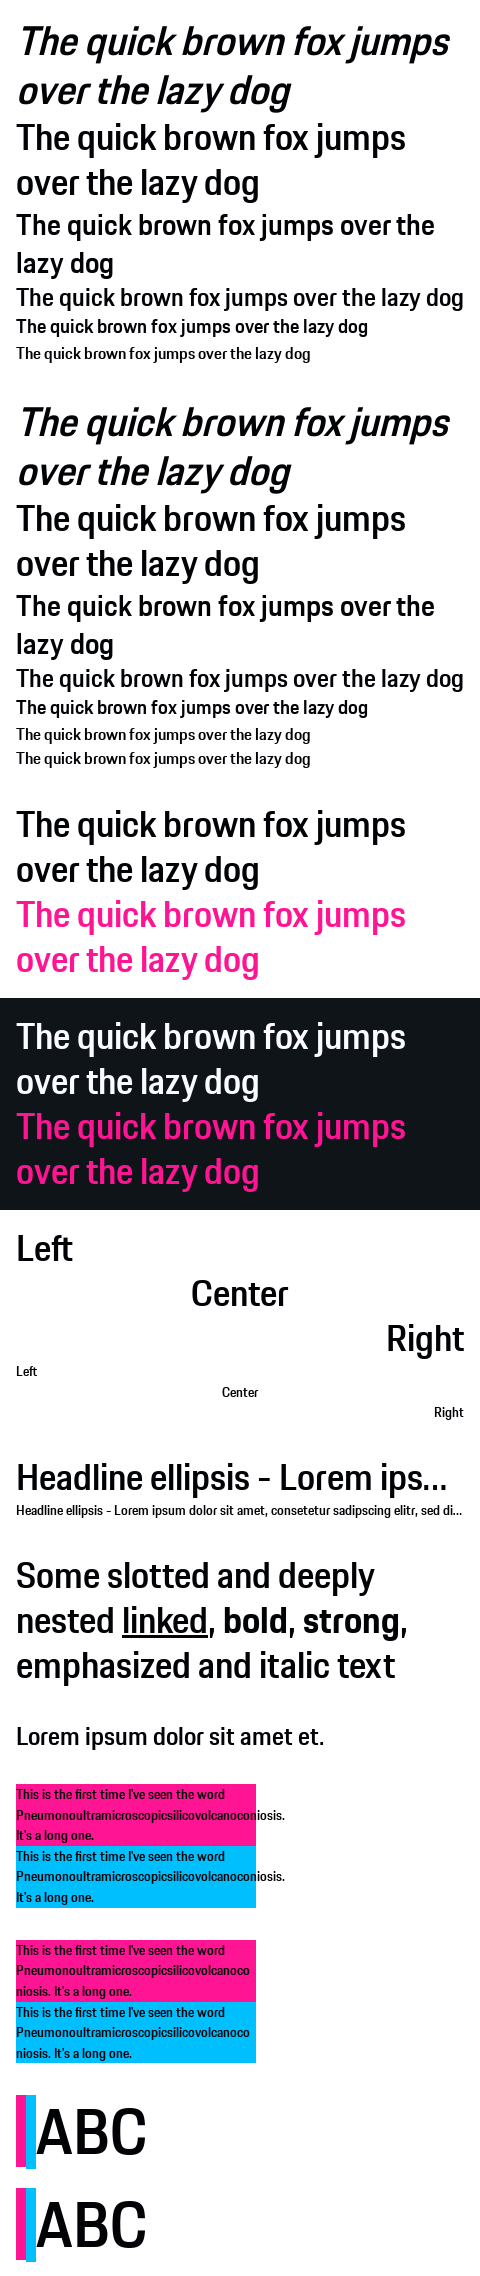 The quick brown fox jumps
over the lazy dog
The quick brown fox jumps
over the lazy dog
The quick brown fox jumps over the
lazy dog
The quick brown fox jumps over the lazy dog
The quick brown fox jumps over the lazy dog
The quick brown fox jumps over the lazy dog
The quick brown fox jumps
over the lazy dog
The quick brown fox jumps
over the lazy dog
The quick brown fox jumps over the
lazy dog
The quick brown fox jumps over the lazy dog
The quick brown fox jumps over the lazy dog
The quick brown fox jumps over the lazy dog
The quick brown fox jumps over the lazy dog
The quick brown fox jumps
over the lazy dog
The quick brown fox jumps
over the lazy dog
The quick brown fox jumps
over the lazy dog
The quick brown fox jumps
over the lazy dog
Left
Center
Right
Left
Center
Right
Headline ellipsis - Lorem ips...
Headline ellipsis - Lorem ipsum dolor sit amet, consetetur sadipscing elitr, sed di...
Some slotted and deeply
nested linked, bold, strong,
emphasized and italic text
Lorem ipsum dolor sit amet et.
This is the first time I've seen the word
Pneumonoultramicroscopicsilicovolcanoconiosis.
It's a long one.
This is the first time I've seen the word
Pneumonoultramicroscopicsilicovolcanoconiosis.
It's a long one.
This is the first time I've seen the word
Pneumonoultramicroscopicsilicovolcanoco
niosis. It's a long one.
This is the first time I've seen the word
Pneumonoultramicroscopicsilicovolcanoco
niosis. It's a long one.
ABC
ABC